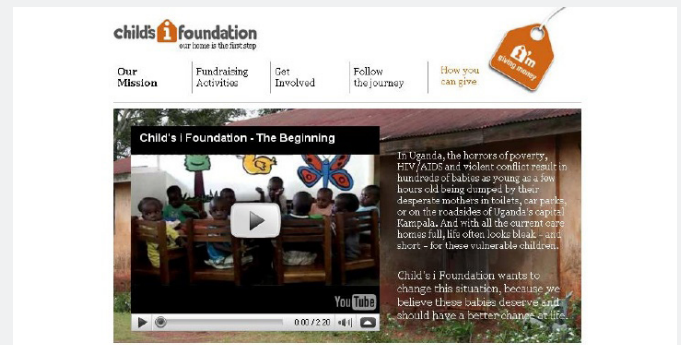 child's i foundation
our home is the first step
I'm
giving money
Our
Mission
Fundraising
Activities
Get
Involved
Follow
the journey
How you
can give
Child's i Foundation - The Beginning
In Uganda, the horrors of poverty,
HIV/AIDS and violent conflict result in
hundreds of babies as young as a few
hours old being dumped by their
desperate mothers in toilets, car parks,
or on the roadsides of Uganda's capital
Kampala. And with all the current care
homes full, life often looks bleak – and
short – for these vulnerable children.
Child's i Foundation wants to
change this situation, because we
believe these babies deserve and
should have a better chance at life.
You Tube
0:00 / 2:20